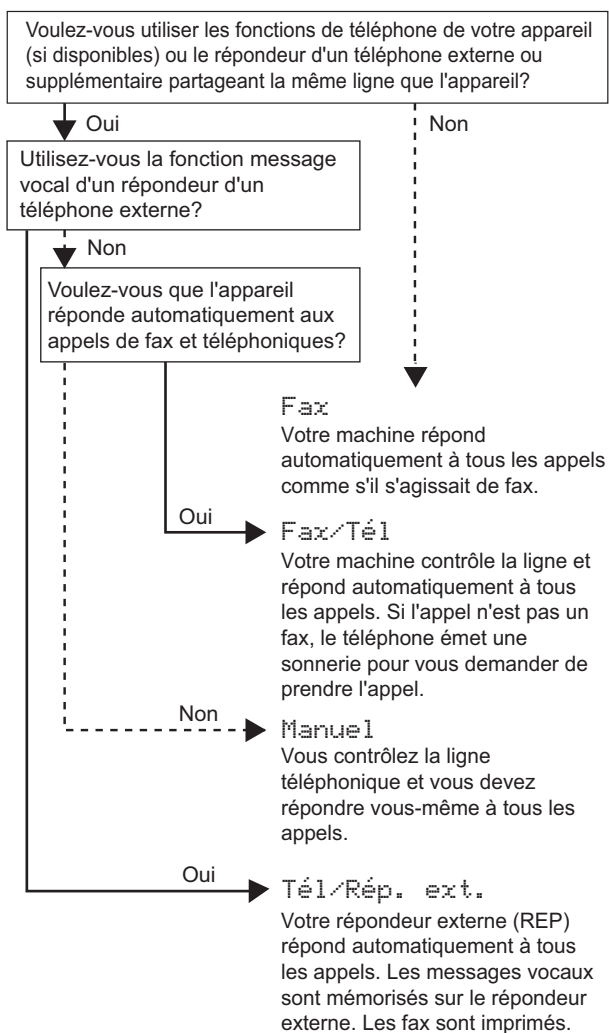 Voulez-vous utiliser les fonctions de téléphone de votre appareil
(si disponibles) ou le répondeur d'un téléphone externe ou
supplémentaire partageant la même ligne que l'appareil?
Oui
Non
Utilisez-vous la fonction message
vocal d'un répondeur d'un
téléphone externe?
Non
Voulez-vous que l'appareil
réponde automatiquement aux
appels de fax et téléphoniques?
Fax
Votre machine répond
automatiquement à tous les appels
comme s'il s'agissait de fax.
Oui
Fax/Tél
Votre machine contrôle la ligne et
répond automatiquement à tous
les appels. Si l'appel n'est pas un
fax, le téléphone émet une
sonnerie pour vous demander de
prendre l'appel.
Non
Manuel
Vous contrôlez la ligne
téléphonique et vous devez
répondre vous-même à tous les
appels.
Oui
Tél/Rép. ext.
Votre répondeur externe (REP)
répond automatiquement à tous
les appels. Les messages vocaux
sont mémorisés sur le répondeur
externe. Les fax sont imprimés.